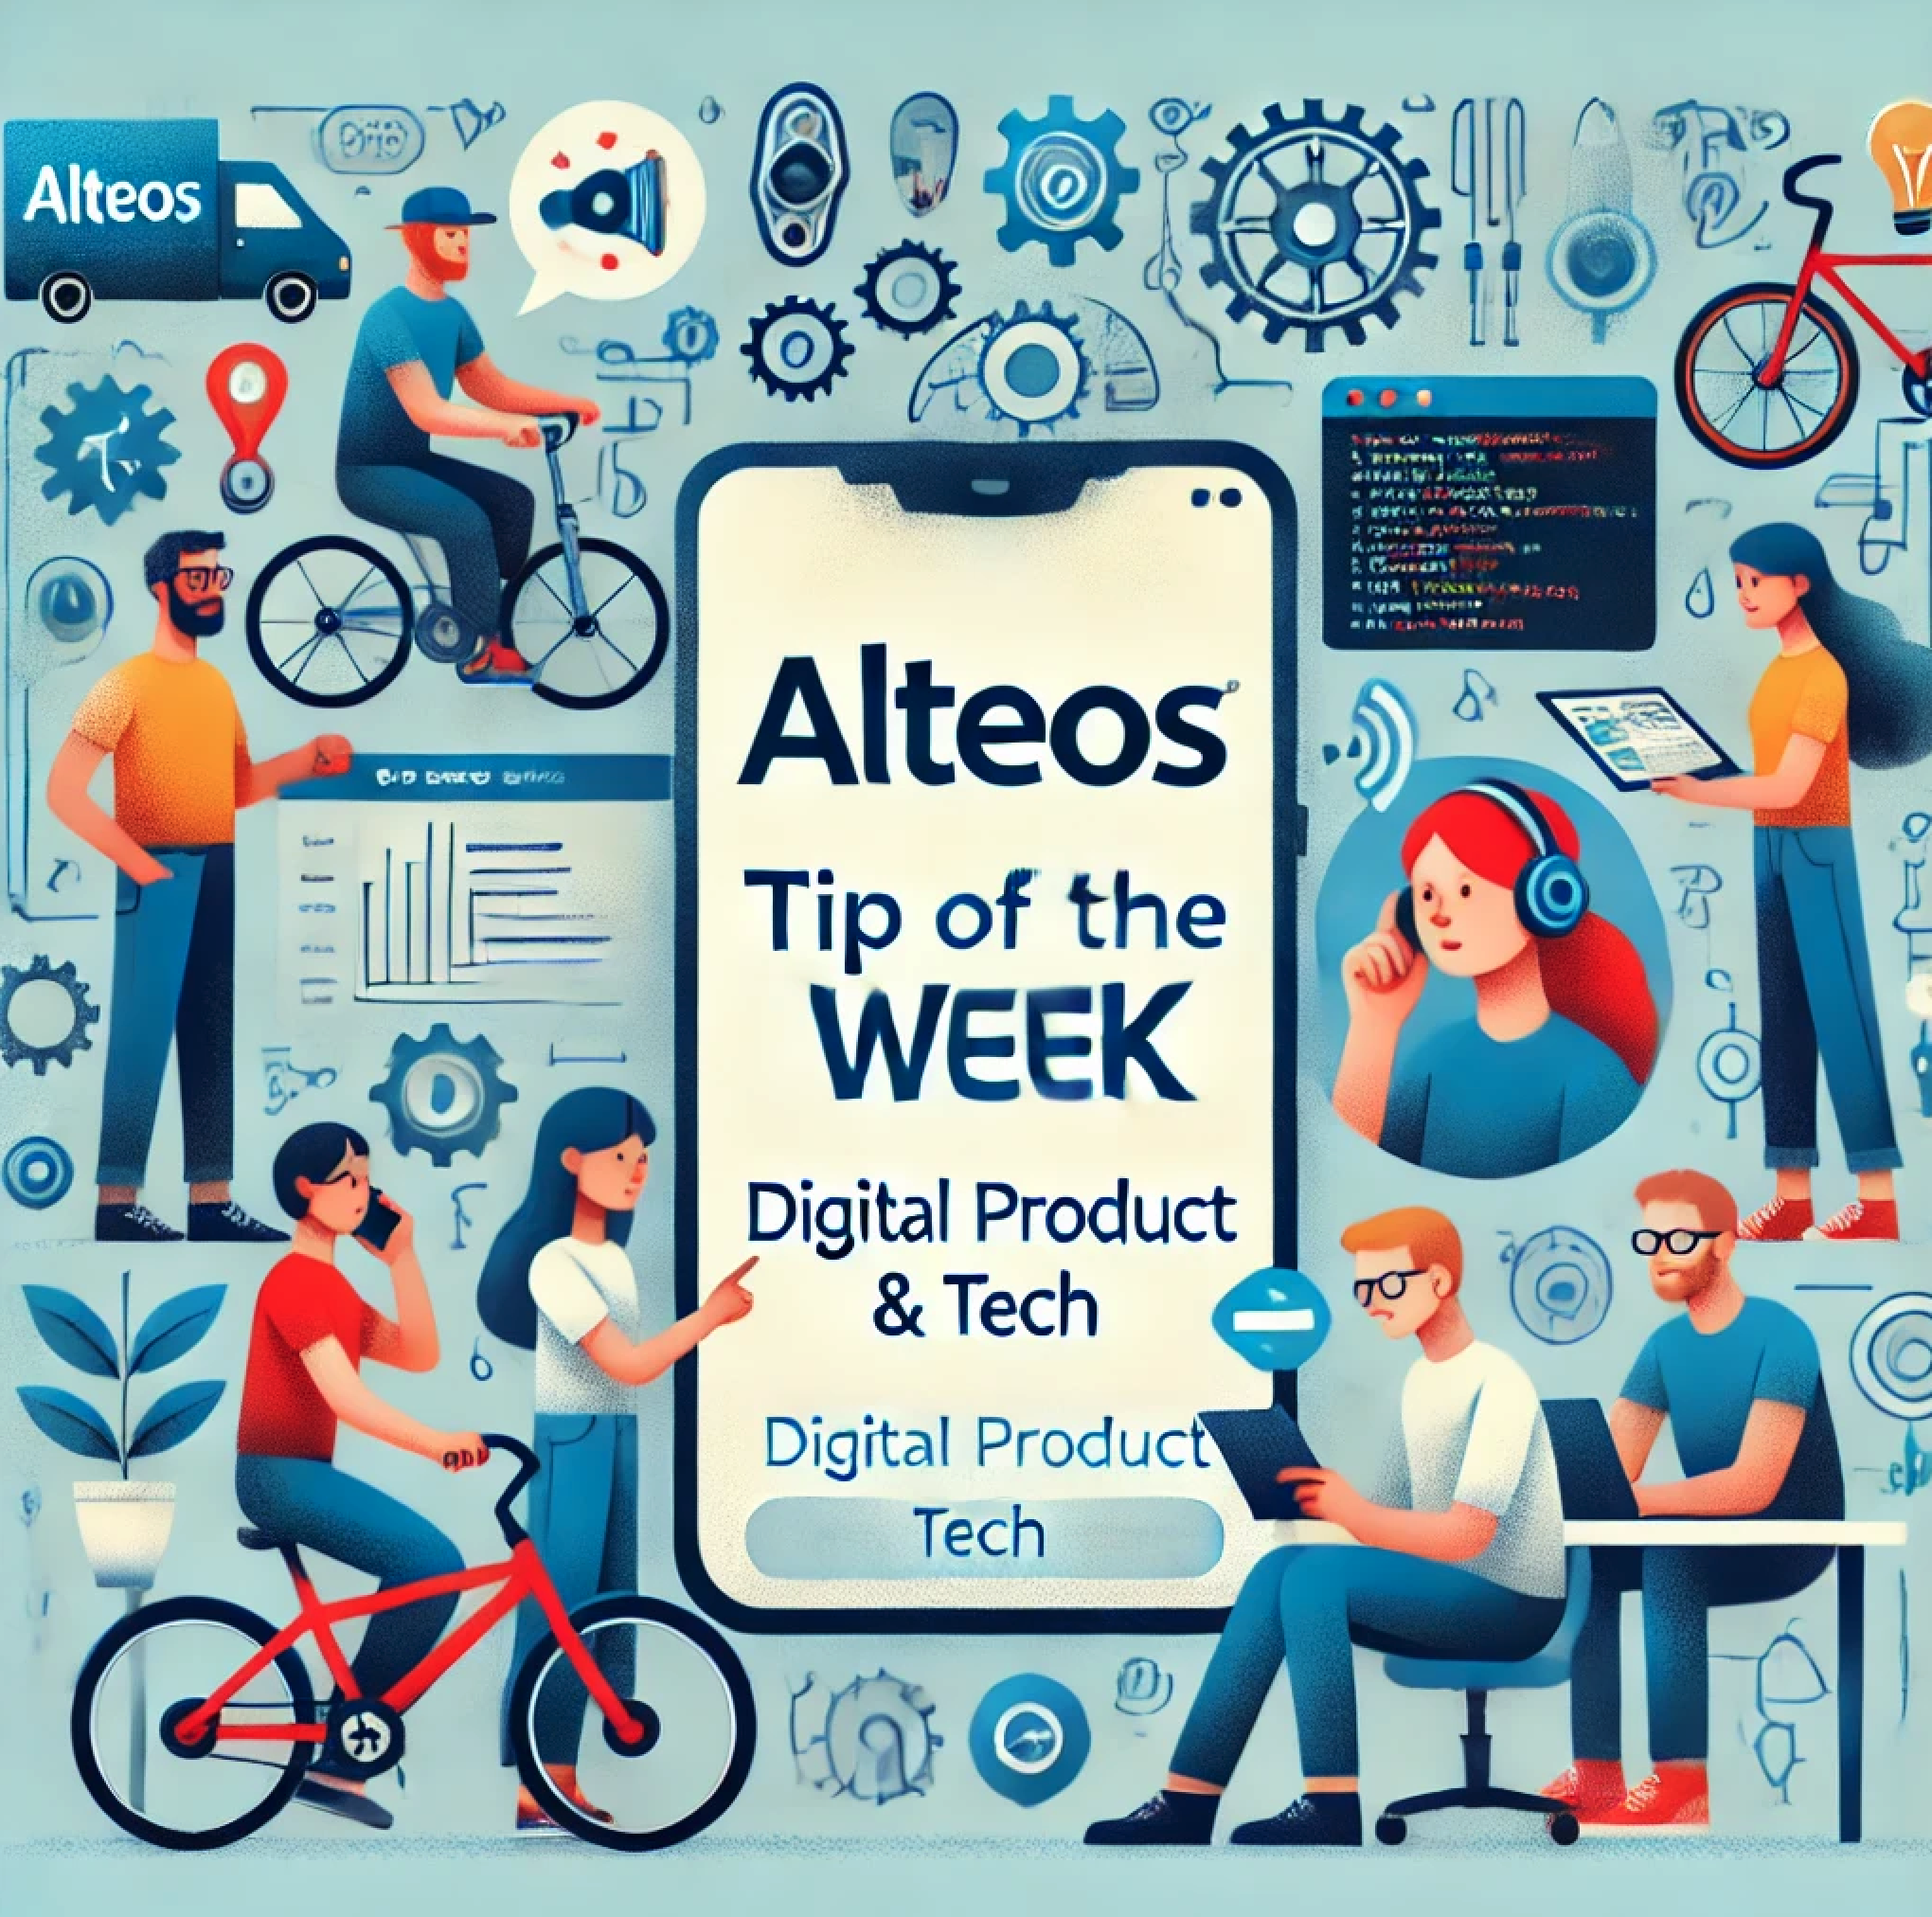 Alteos
Alteos
Tip of the
WEEK
Digital Product
& Tech
Digital Product
Tech